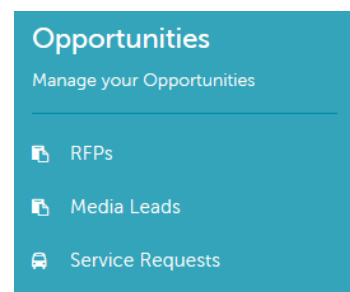 Opportunities
Manage your Opportunities
RFPs
Media Leads
Service Requests